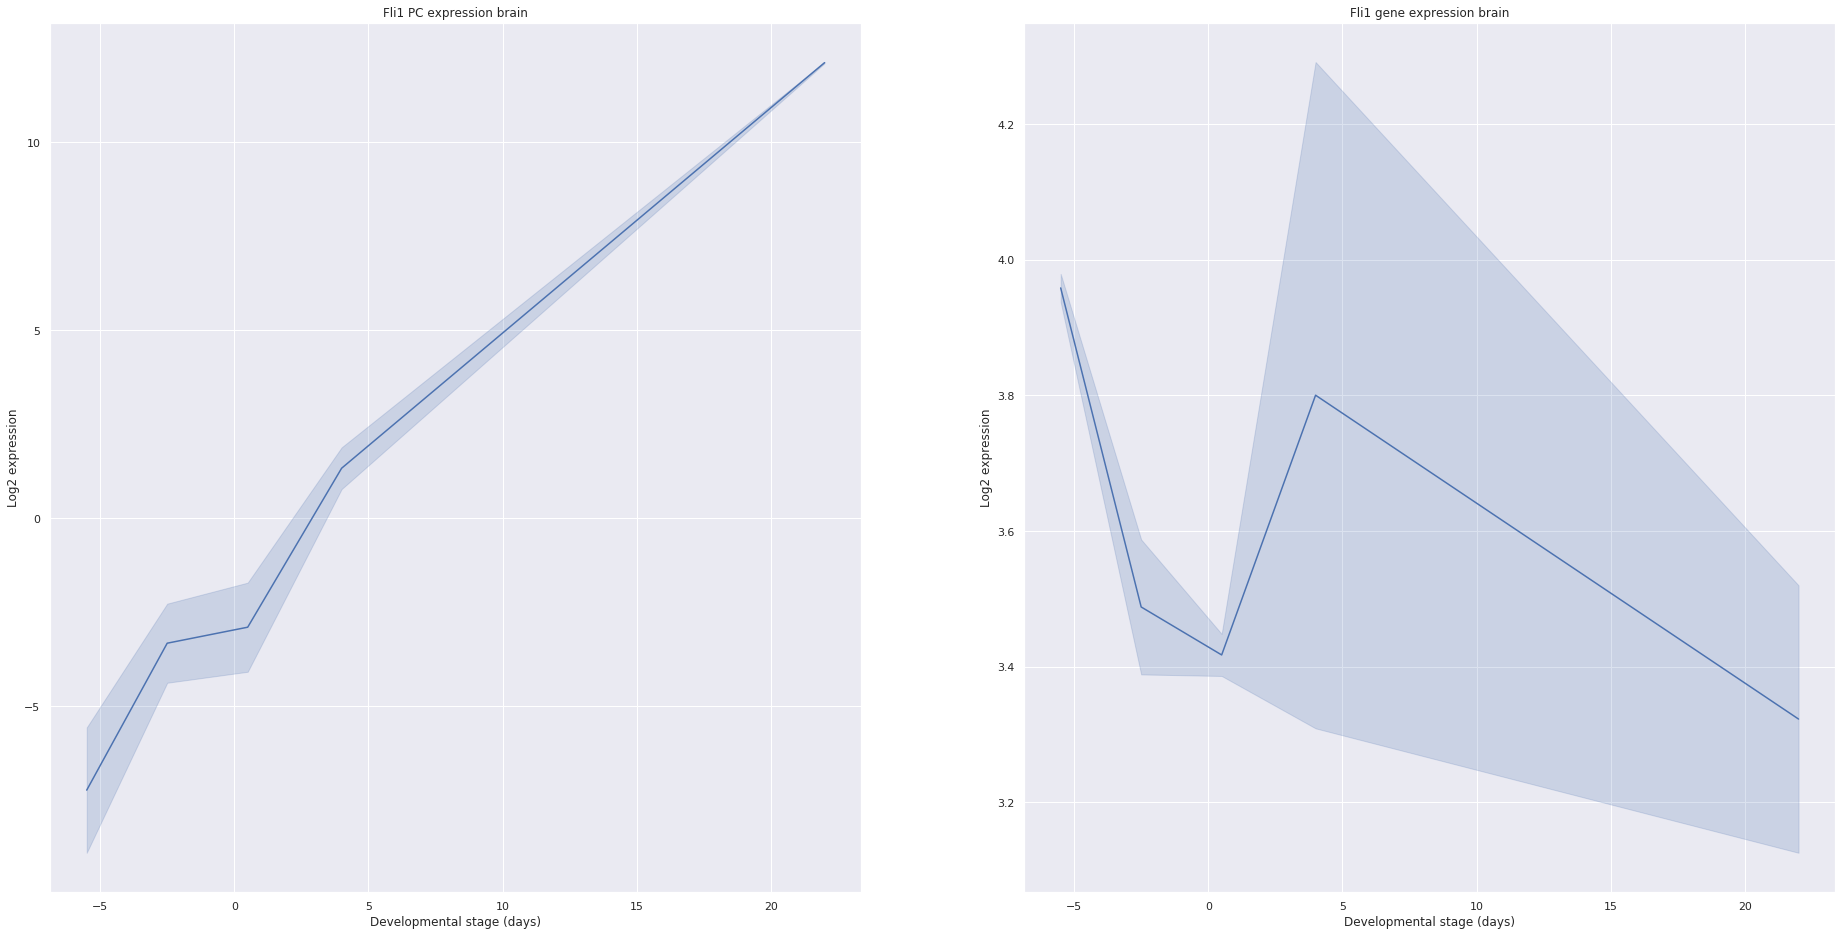 Fli1 PC expression brain
Log2 expression
10
5
0
−5
−5 0 5 10 15 20
Developmental stage (days)
Fli1 gene expression brain
Log2 expression
4.2
4.0
3.8
3.6
3.4
3.2
−5 0 5 10 15 20
Developmental stage (days)